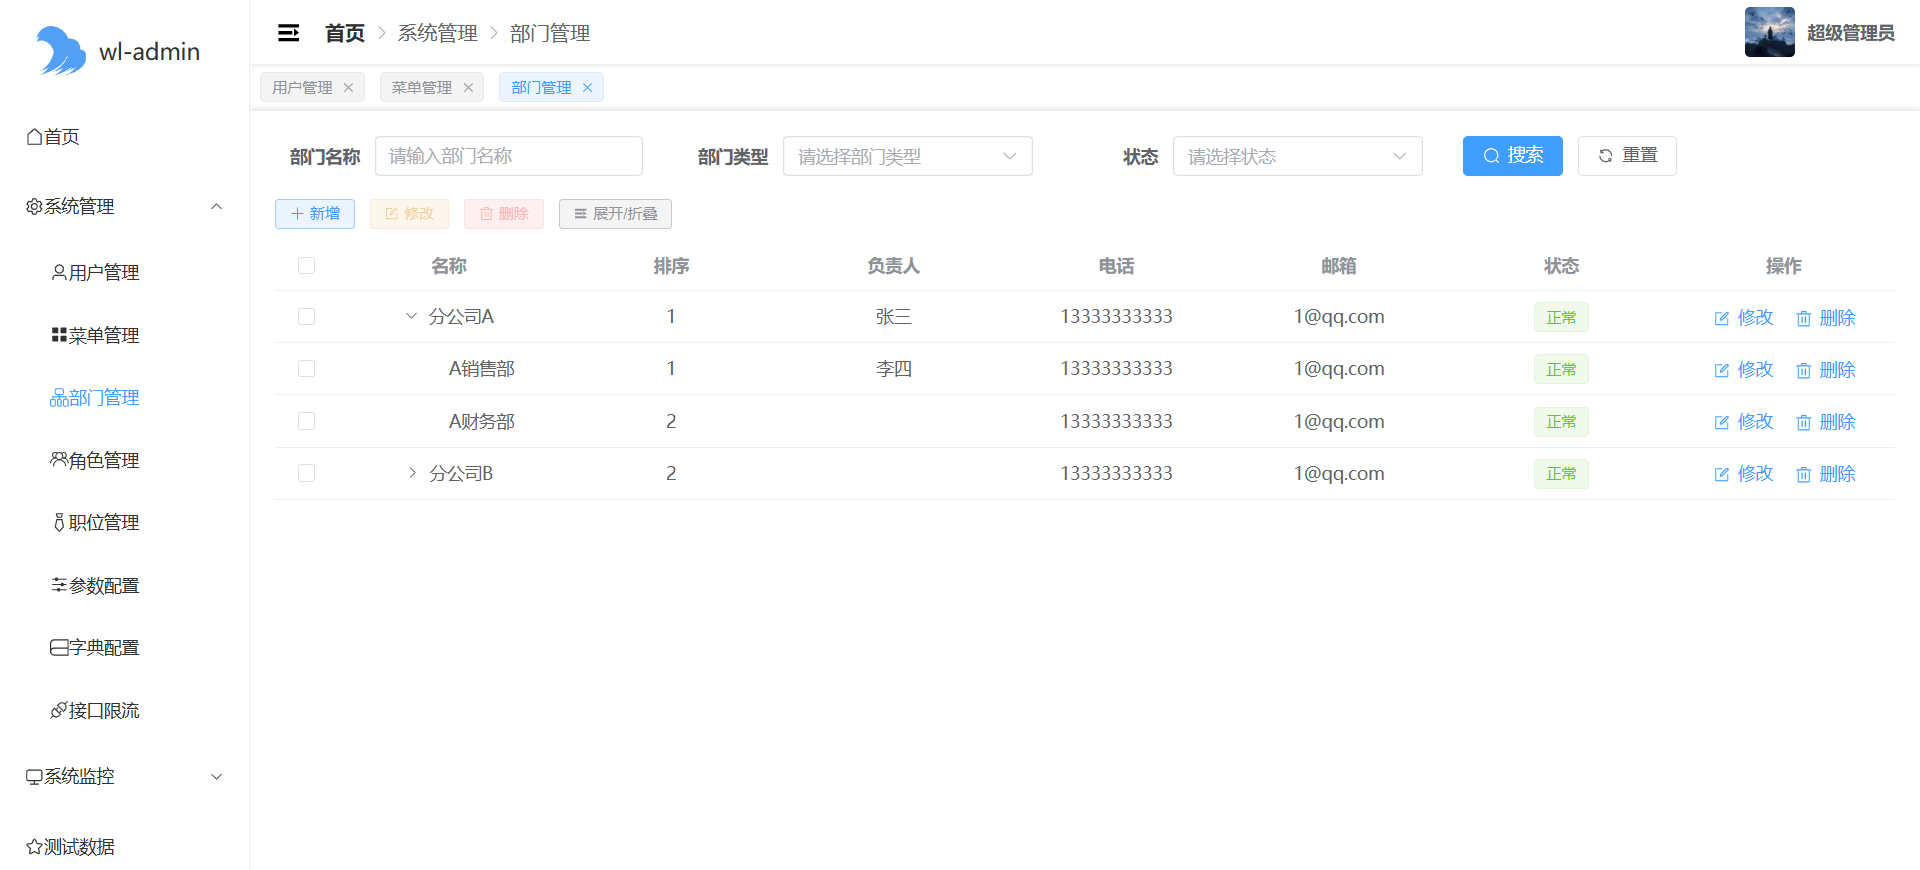 wl-admin
首页
系统管理
用户管理
菜单管理
部门管理
角色管理
职位管理
参数配置
字典配置
接口限流
系统监控
测试数据
首页 系统管理 部门管理
超级管理员
用户管理 菜单管理 部门管理
部门名称 请输入部门名称 部门类型 请选择部门类型 状态 请选择状态 搜索 重置
新增 修改 删除 展开/折叠
名称 排序 负责人 电话 邮箱 状态 操作
分公司A 1 张三 13333333333 1@qq.com 正常 修改 删除
A销售部 1 李四 13333333333 1@qq.com 正常 修改 删除
A财务部 2 13333333333 1@qq.com 正常 修改 删除
分公司B 2 13333333333 1@qq.com 正常 修改 删除